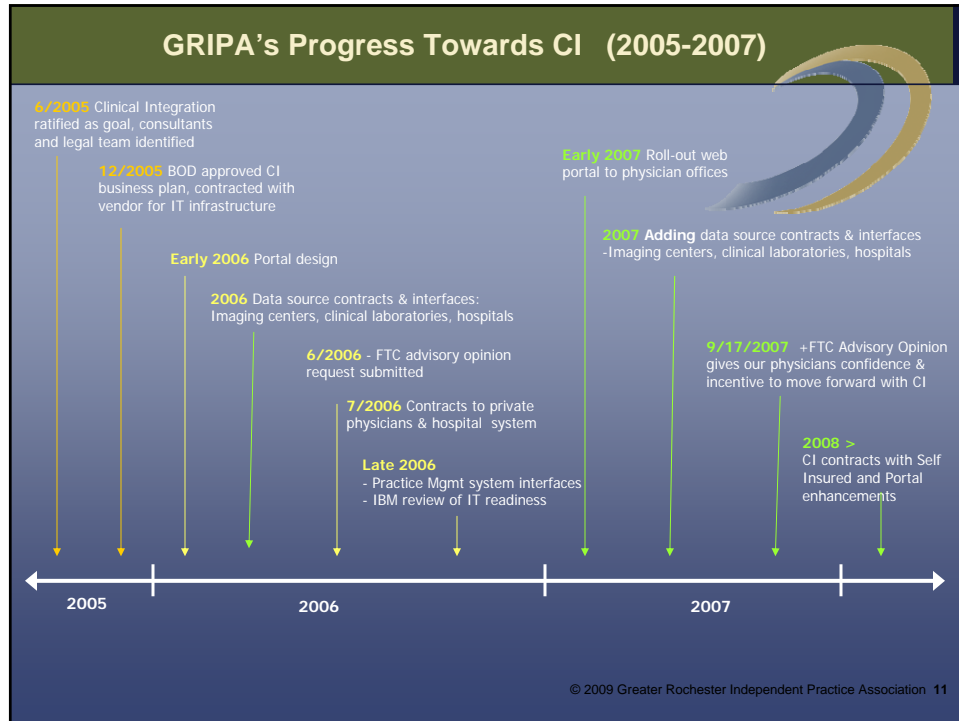 GRIPA's Progress Towards CI (2005-2007)
6/2005 Clinical Integration
ratified as goal, consultants
and legal team identified
12/2005 BOD approved CI
business plan, contracted with
vendor for IT infrastructure
Early 2006 Portal design
2006 Data source contracts & interfaces:
Imaging centers, clinical laboratories, hospitals
6/2006 - FTC advisory opinion
request submitted
7/2006 Contracts to private
physicians & hospital system
Late 2006
- Practice Mgmt system interfaces
- IBM review of IT readiness
Early 2007 Roll-out web
portal to physician offices
2007 Adding data source contracts & interfaces
-Imaging centers, clinical laboratories, hospitals
9/17/2007 +FTC Advisory Opinion
gives our physicians confidence &
incentive to move forward with CI
2008 >
CI contracts with Self
Insured and Portal
enhancements
2005
2006
2007
© 2009 Greater Rochester Independent Practice Association 11